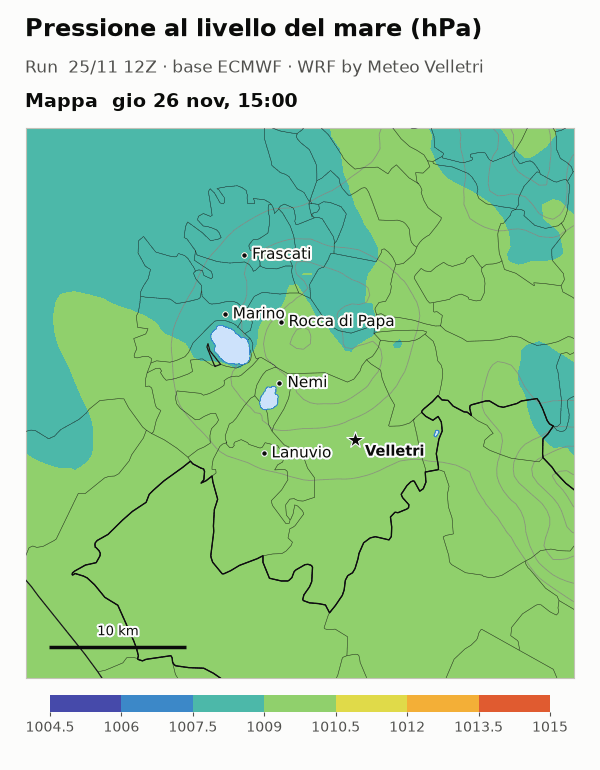 Pressione al livello del mare (hPa)
Run  25/11 12Z · base ECMWF · WRF by Meteo Velletri
Mappa  gio 26 nov, 15:00
Frascati
Marino
Rocca di Papa
Nemi
Velletri
Lanuvio
10 km
1004.5 1006 1007.5 1009 1010.5 1012 1013.5 1015